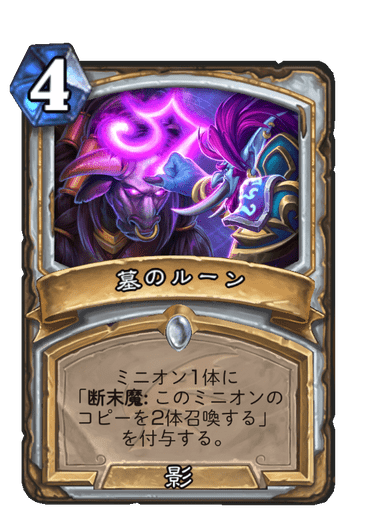 4
墓のルーン
ミニオン1体に
「断末魔: このミニオンの
コピーを2体召喚する」
を付与する。
影